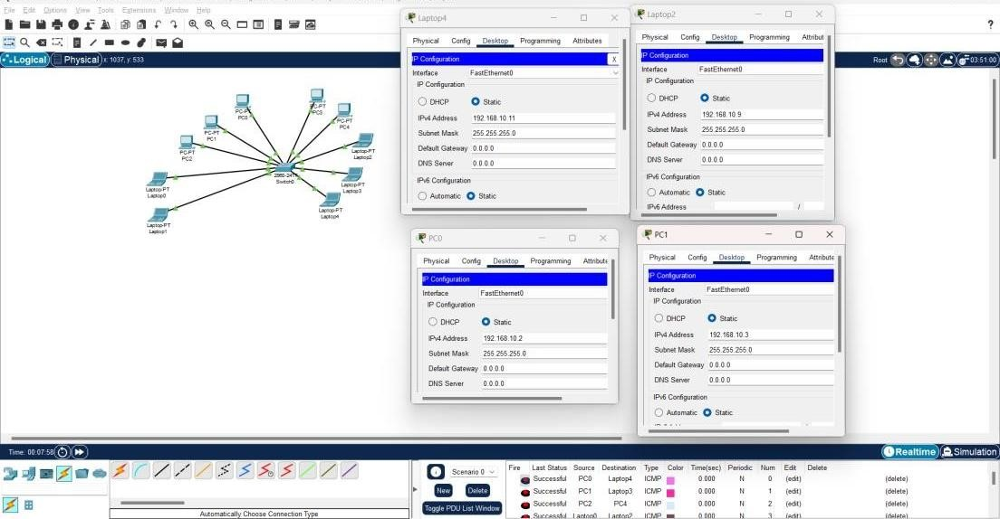 File Edit Options View Tools Extensions Window Help
Logical Physical x: 1037, y: 533
Root 03:51:00
PC-PT
PC0
PC-PT
PC3
PC-PT
PC1
PC-PT
PC4
PC-PT
PC2
Laptop-PT
Laptop2
Laptop-PT
Laptop0
Switch0
Laptop-PT
Laptop3
Laptop-PT
Laptop1
Laptop-PT
Laptop4
Laptop4
Physical Config Desktop Programming Attributes
IP Configuration X
Interface FastEthernet0
IP Configuration
DHCP Static
IPv4 Address 192.168.10.11
Subnet Mask 255.255.255.0
Default Gateway 0.0.0.0
DNS Server 0.0.0.0
IPv6 Configuration
Automatic Static
Laptop2
Physical Config Desktop Programming Attribut
IP Configuration
Interface FastEthernet0
IP Configuration
DHCP Static
IPv4 Address 192.168.10.9
Subnet Mask 255.255.255.0
Default Gateway 0.0.0.0
DNS Server 0.0.0.0
IPv6 Configuration
Automatic Static
IPv6 Address /
PC0
Physical Config Desktop Programming Attribute
IP Configuration
Interface FastEthernet0
IP Configuration
DHCP Static
IPv4 Address 192.168.10.2
Subnet Mask 255.255.255.0
Default Gateway 0.0.0.0
DNS Server 0.0.0.0
PC1
Physical Config Desktop Programming Attribute
IP Configuration
Interface FastEthernet0
IP Configuration
DHCP Static
IPv4 Address 192.168.10.3
Subnet Mask 255.255.255.0
Default Gateway 0.0.0.0
DNS Server 0.0.0.0
IPv6 Configuration
Automatic Static
Time: 00:07:58
Realtime Simulation
Scenario 0
New Delete
Toggle PDU List Window
Automatically Choose Connection Type
Fire Last Status Source Destination Type Color Time(sec) Periodic Num Edit Delete
Successful PC0 Laptop4 ICMP 0.000 N 0 (edit) (delete)
Successful PC1 Laptop3 ICMP 0.000 N 1 (edit) (delete)
Successful PC2 PC4 ICMP 0.000 N 2 (edit) (delete)
Successful Laptop0 Laptop2 ICMP 0.000 N 3 (edit) (delete)